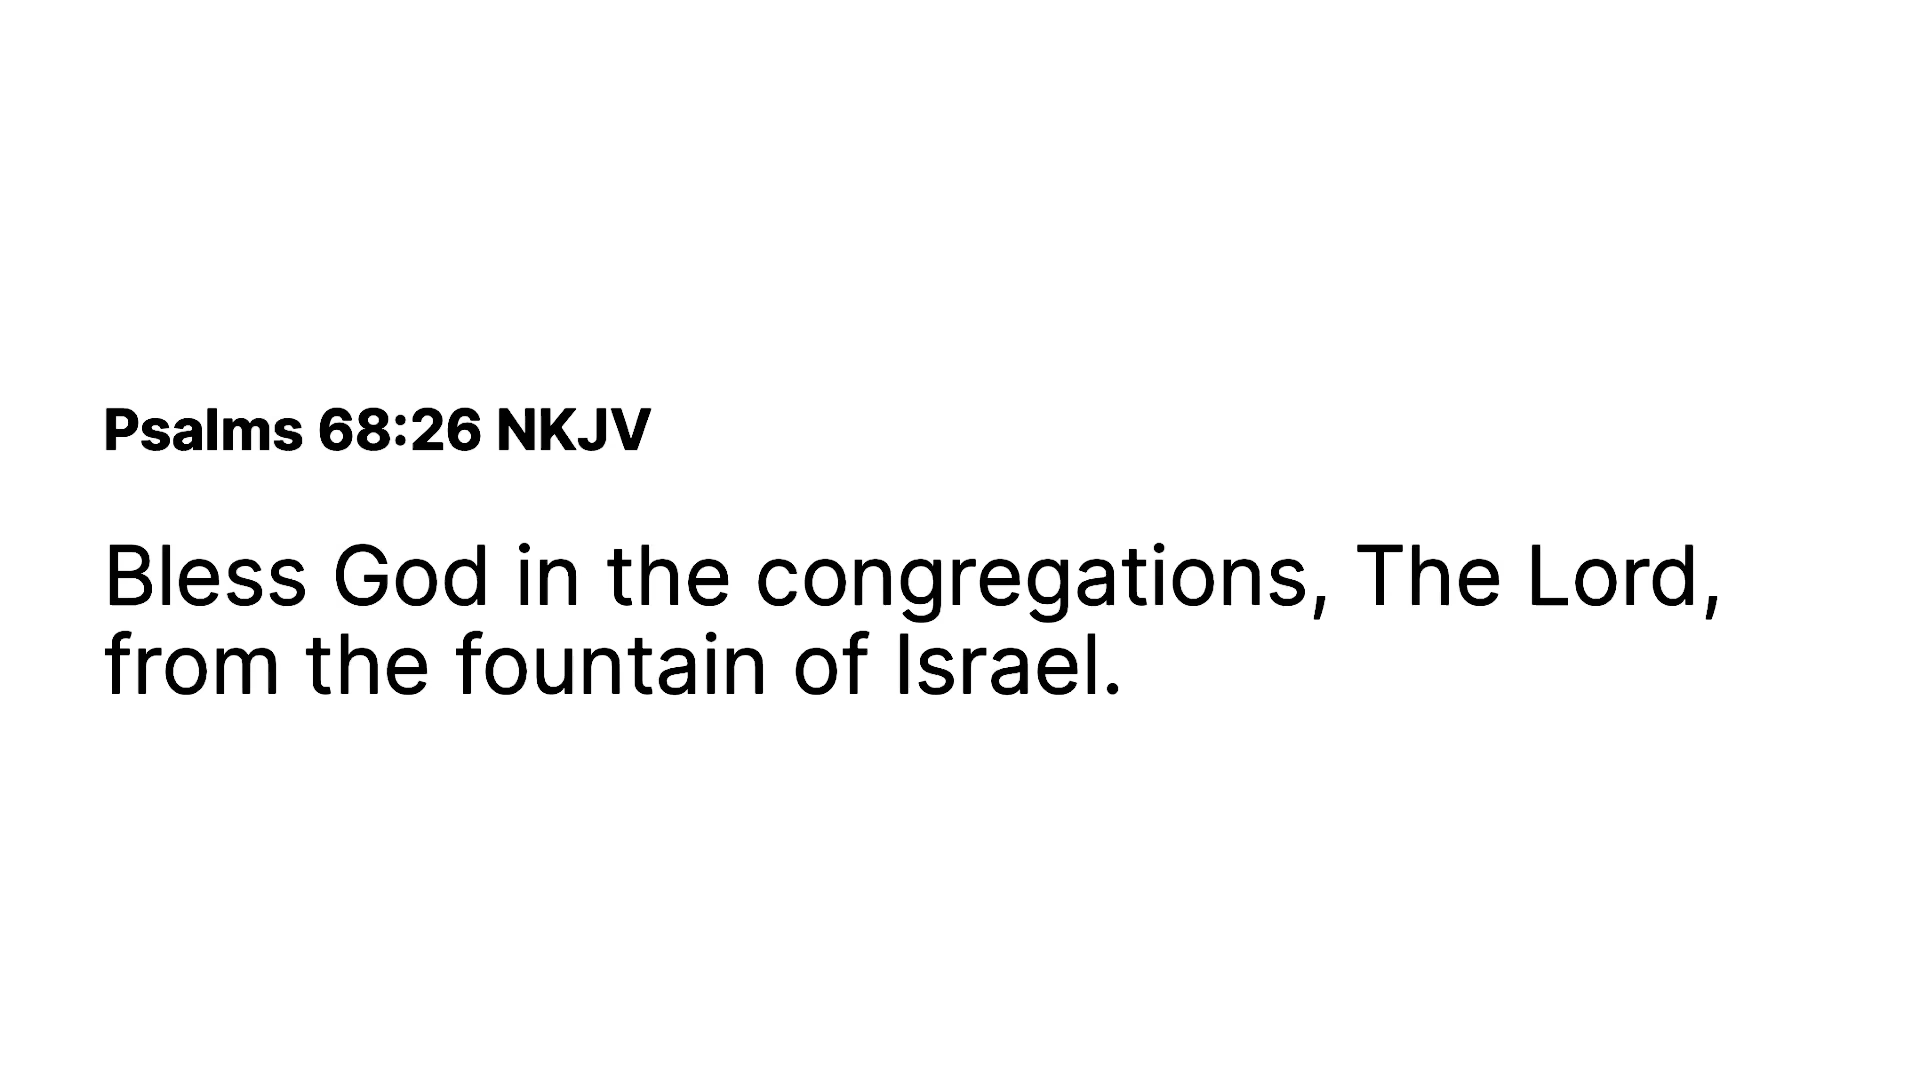 Psalms 68:26 NKJV
Bless God in the congregations, The Lord,
from the fountain of Israel.